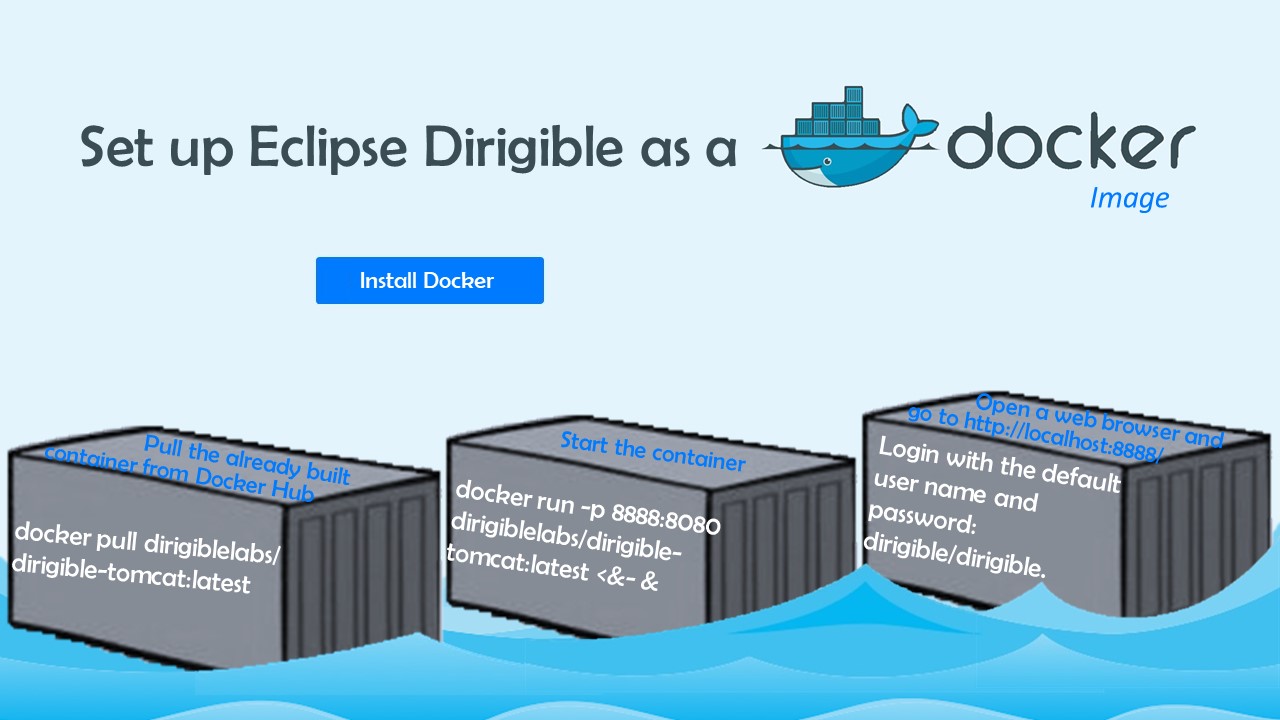 Set up Eclipse Dirigible as a docker
Image
Install Docker
Pull the already built
container from Docker Hub
docker pull dirigiblelabs/
dirigible-tomcat:latest
Start the container
docker run -p 8888:8080
dirigiblelabs/dirigible-
tomcat:latest <&- &
Open a web browser and
go to http://localhost:8888/
Login with the default
user name and
password:
dirigible/dirigible.